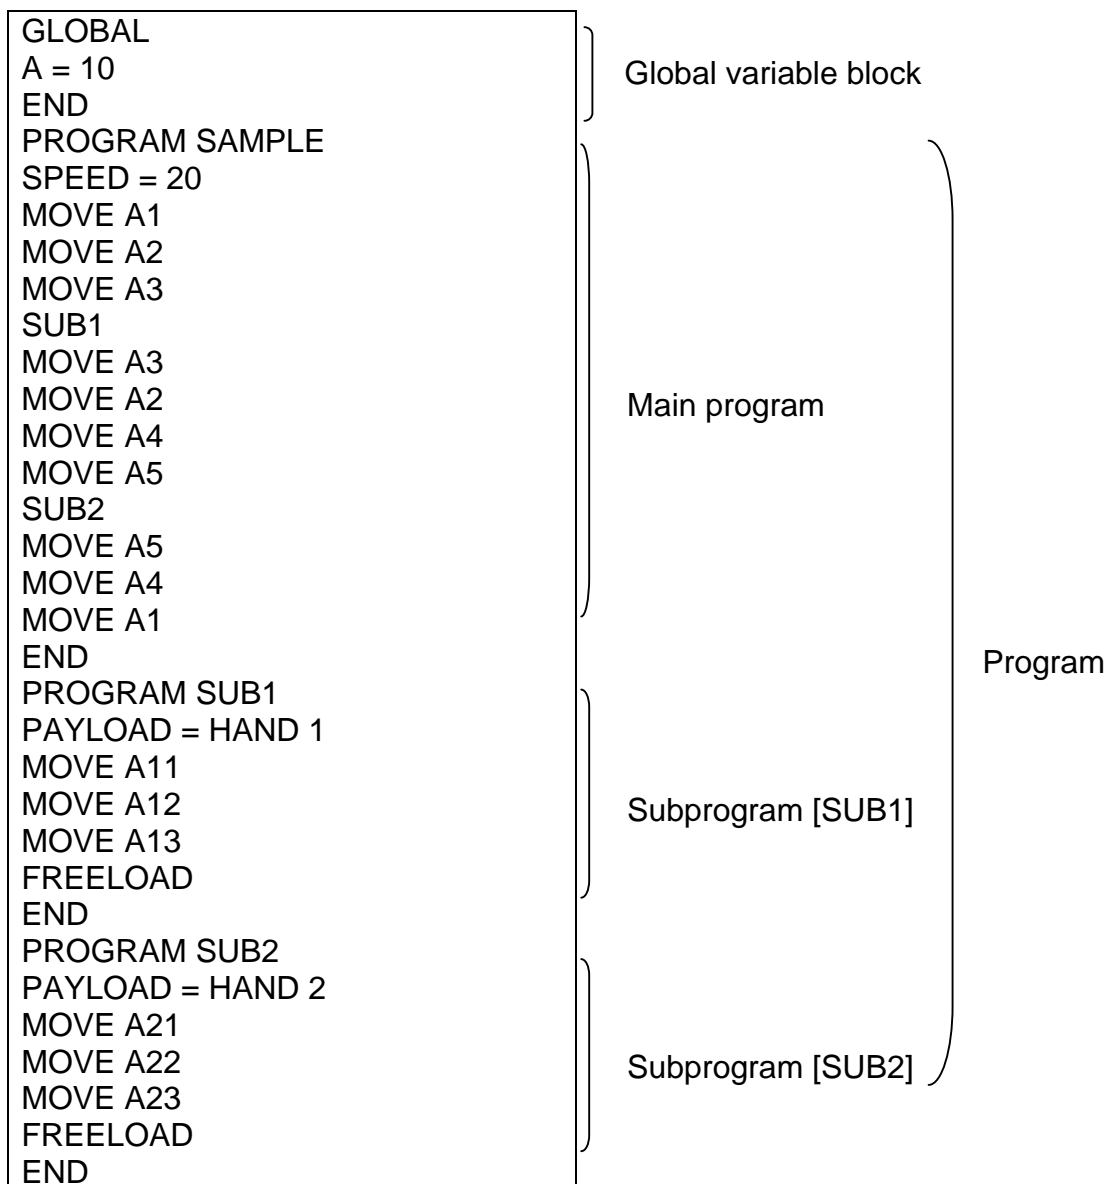 GLOBAL
A = 10
END
PROGRAM SAMPLE
SPEED = 20
MOVE A1
MOVE A2
MOVE A3
SUB1
MOVE A3
MOVE A2
MOVE A4
MOVE A5
SUB2
MOVE A5
MOVE A4
MOVE A1
END
PROGRAM SUB1
PAYLOAD = HAND 1
MOVE A11
MOVE A12
MOVE A13
FREELOAD
END
PROGRAM SUB2
PAYLOAD = HAND 2
MOVE A21
MOVE A22
MOVE A23
FREELOAD
END
Global variable block
Main program
Subprogram [SUB1]
Subprogram [SUB2]
Program